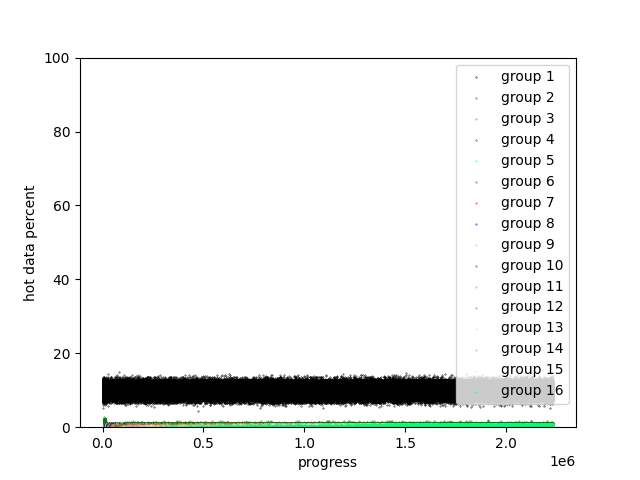 100
80
60
40
20
0
hot data percent
0.0 0.5 1.0 1.5 2.0
1e6
progress
group 1
group 2
group 3
group 4
group 5
group 6
group 7
group 8
group 9
group 10
group 11
group 12
group 13
group 14
group 15
group 16